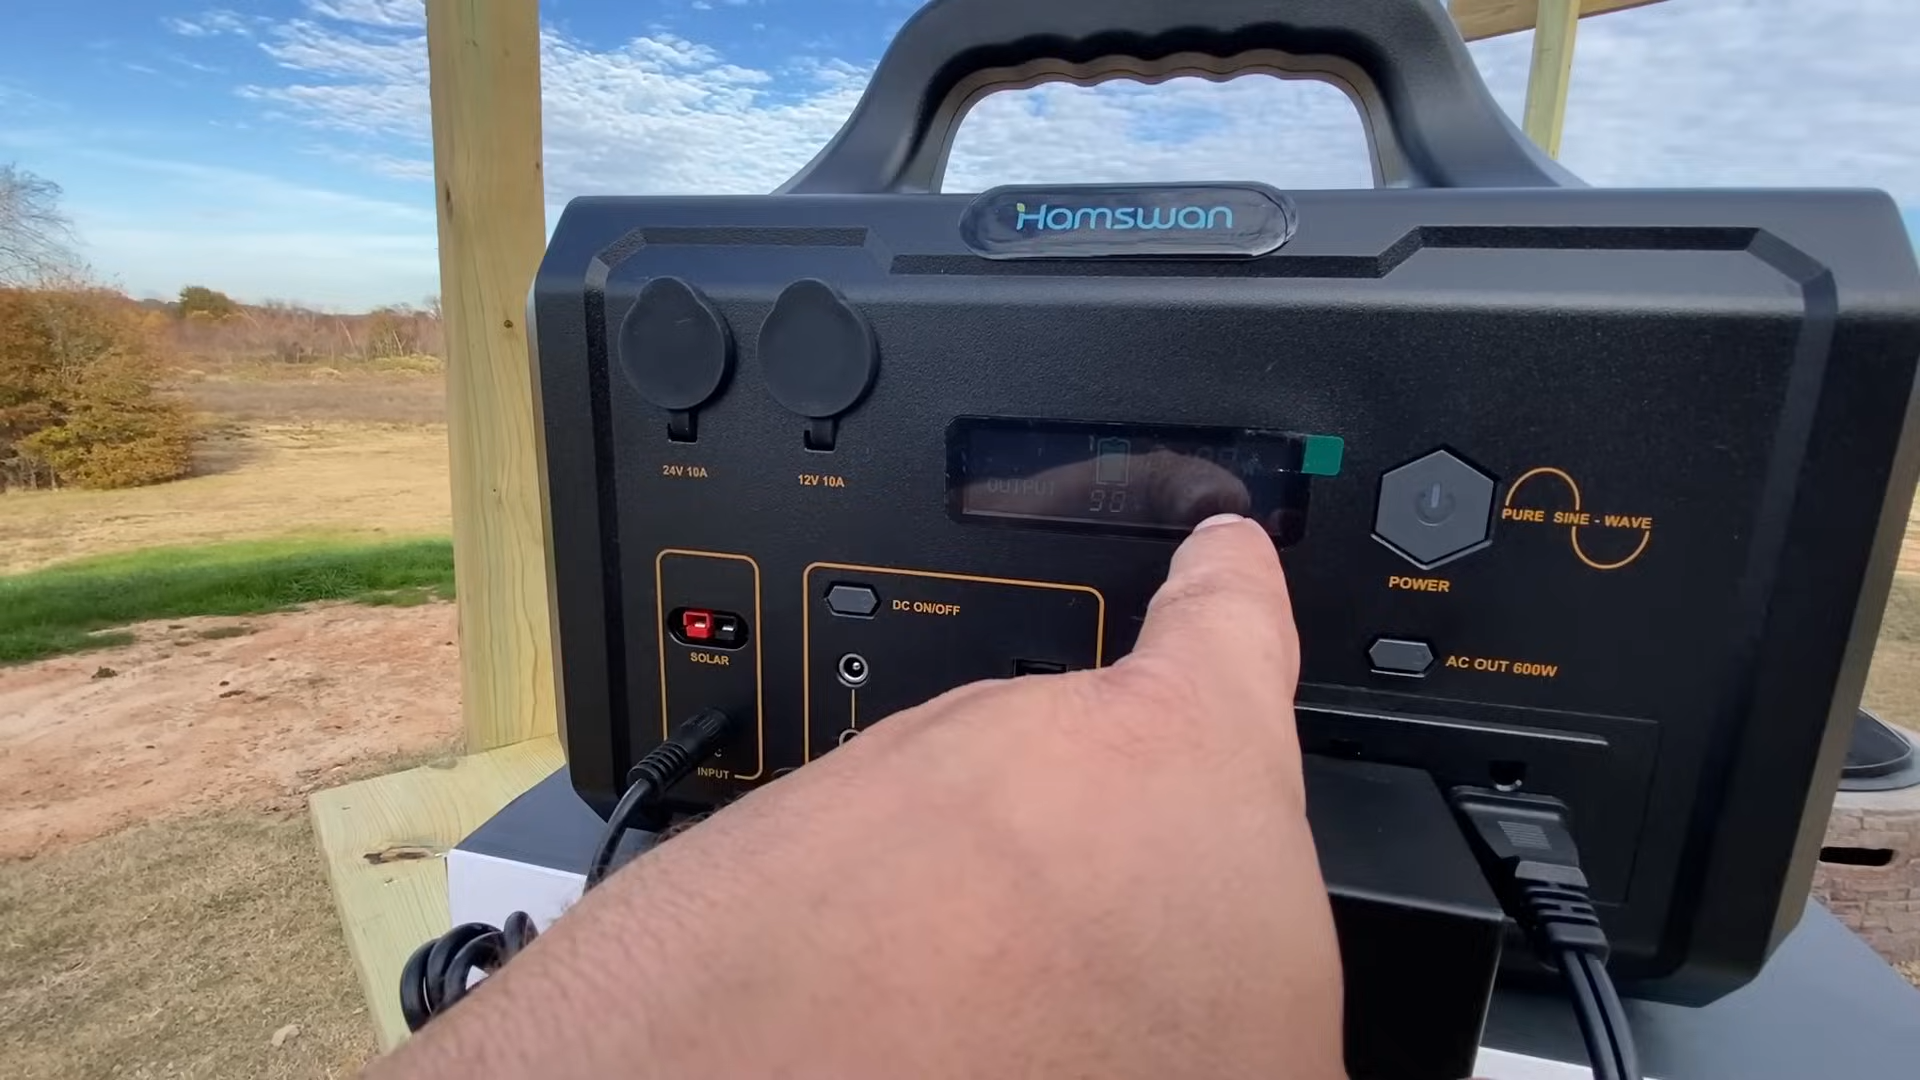 Hamswan
24V 10A
12V 10A
OUTPUT
PURE SINE-WAVE
POWER
DC ON/OFF
SOLAR
AC OUT 600W
INPUT